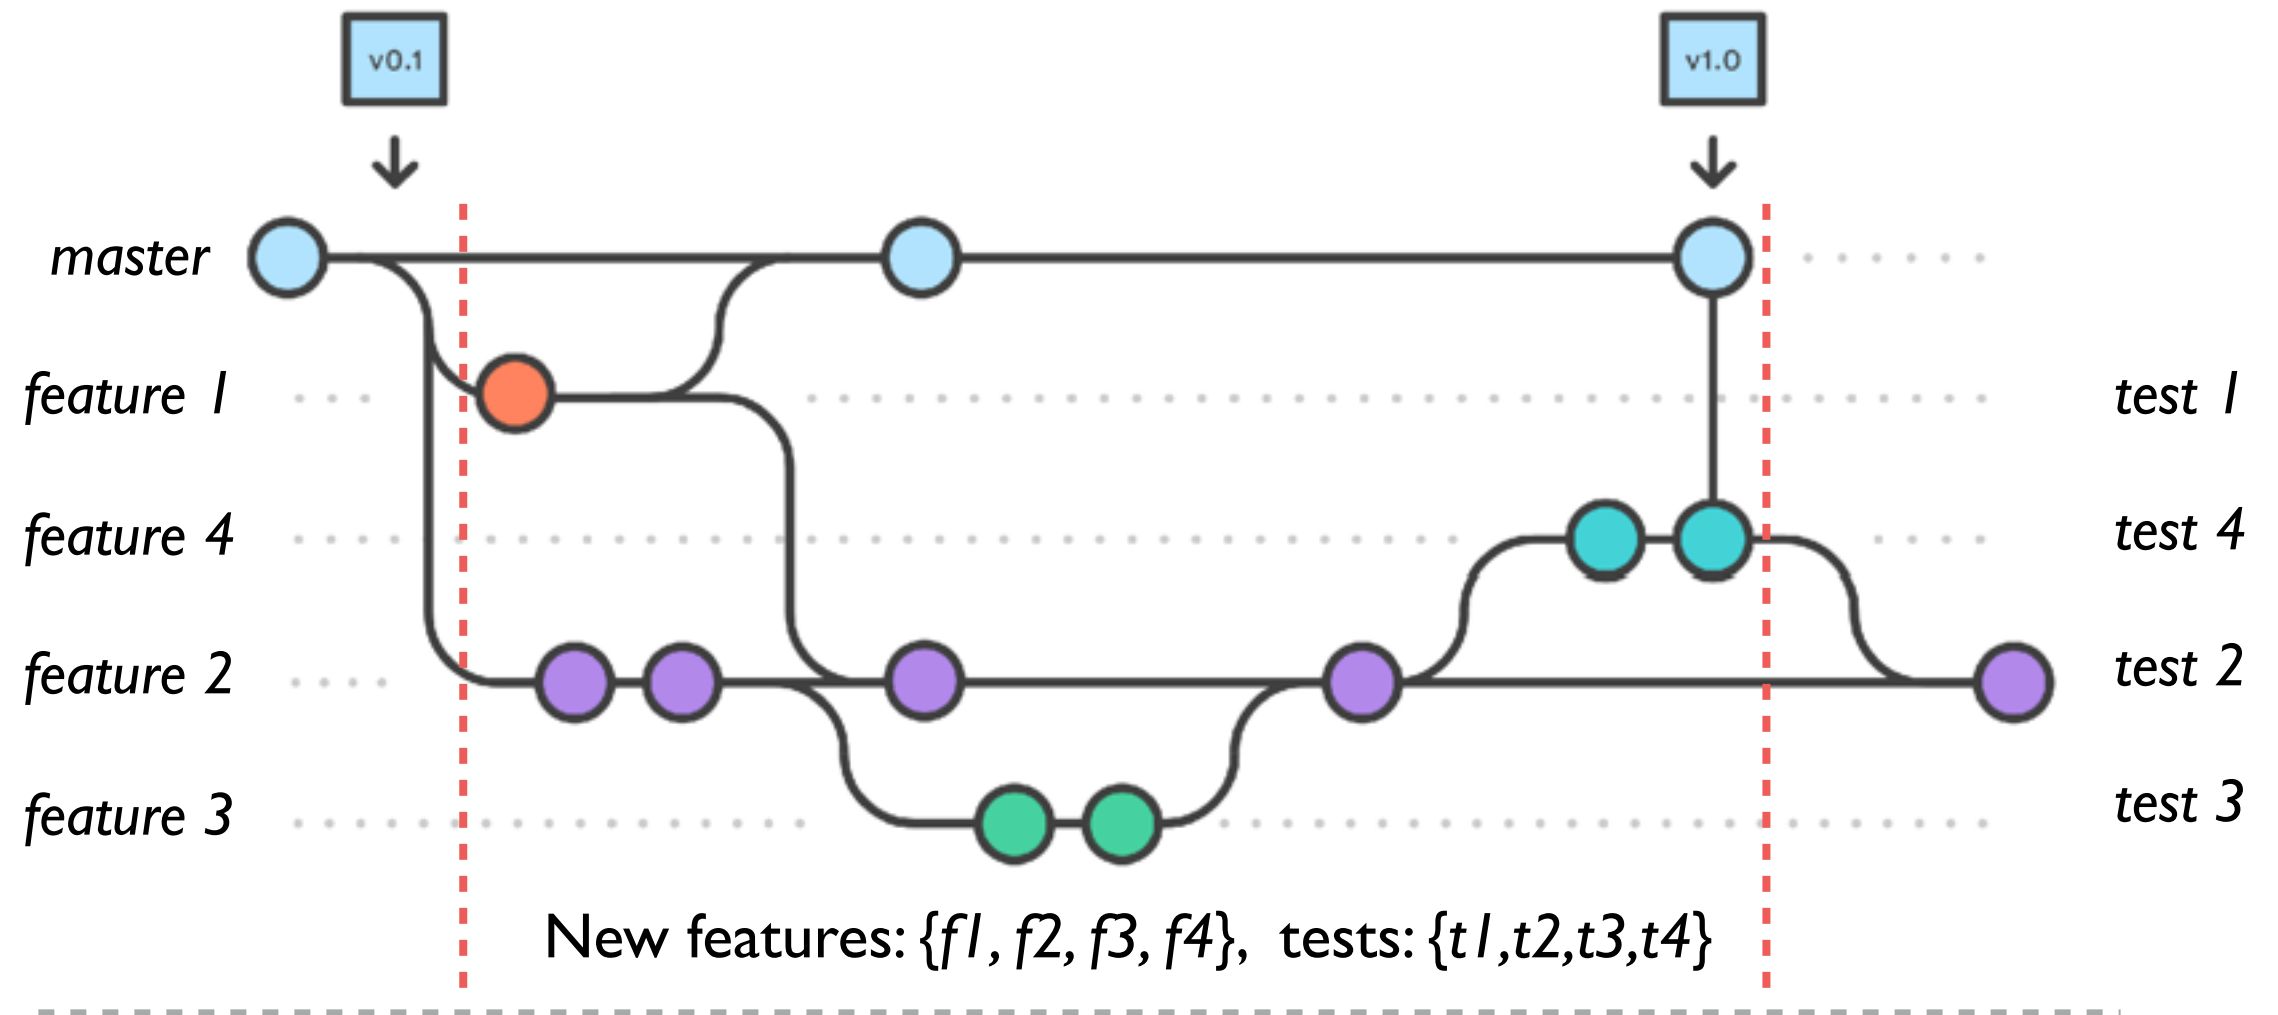 v0.1
v1.0
master
feature 1
test 1
feature 4
test 4
feature 2
test 2
feature 3
test 3
New features: {f1, f2, f3, f4}, tests: {t1,t2,t3,t4}